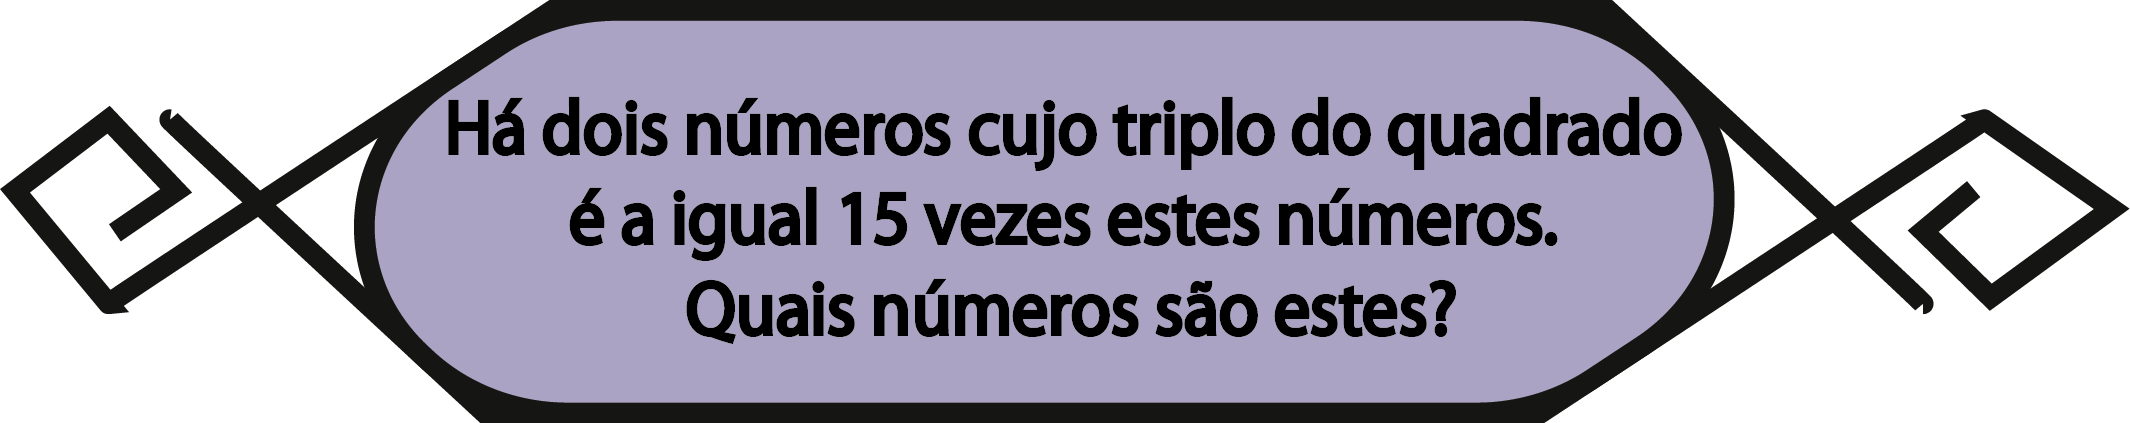 Há dois números cujo triplo do quadrado
é a igual 15 vezes estes números.
Quais números são estes?